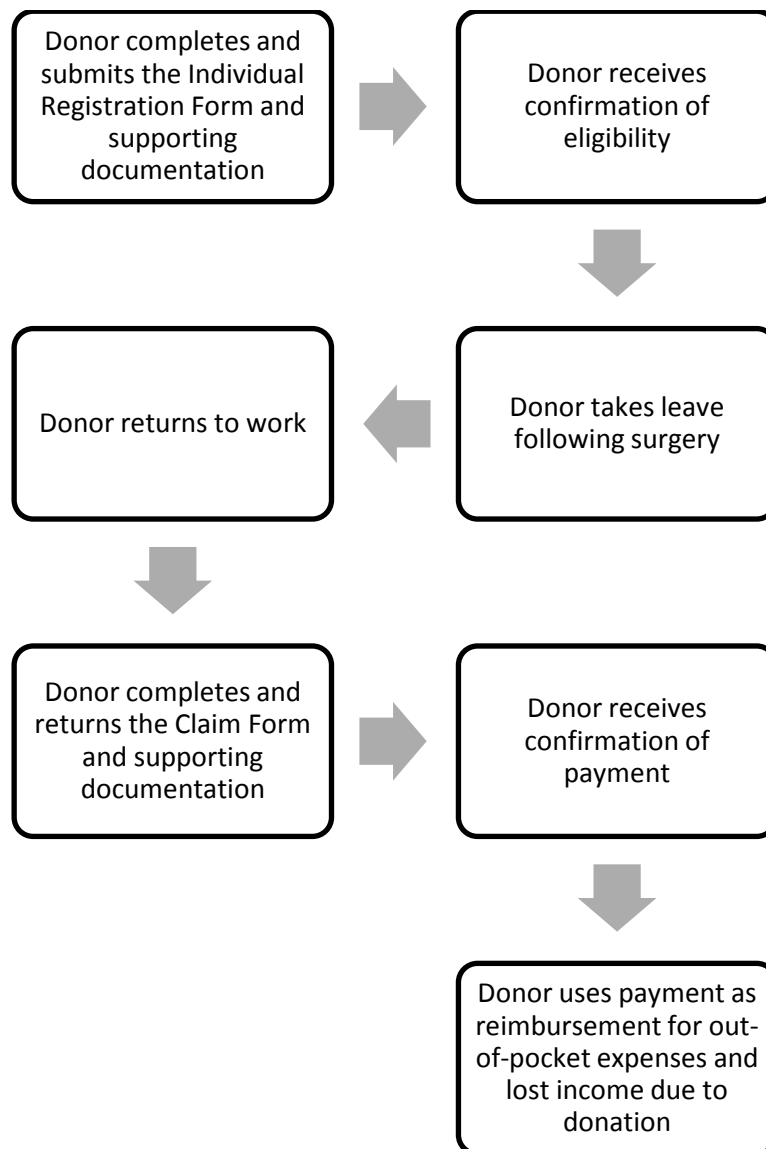 Donor completes and
submits the Individual
Registration Form and
supporting
documentation
Donor receives
confirmation of
eligibility
Donor takes leave
following surgery
Donor returns to work
Donor completes and
returns the Claim Form
and supporting
documentation
Donor receives
confirmation of
payment
Donor uses payment as
reimbursement for out-
of-pocket expenses and
lost income due to
donation